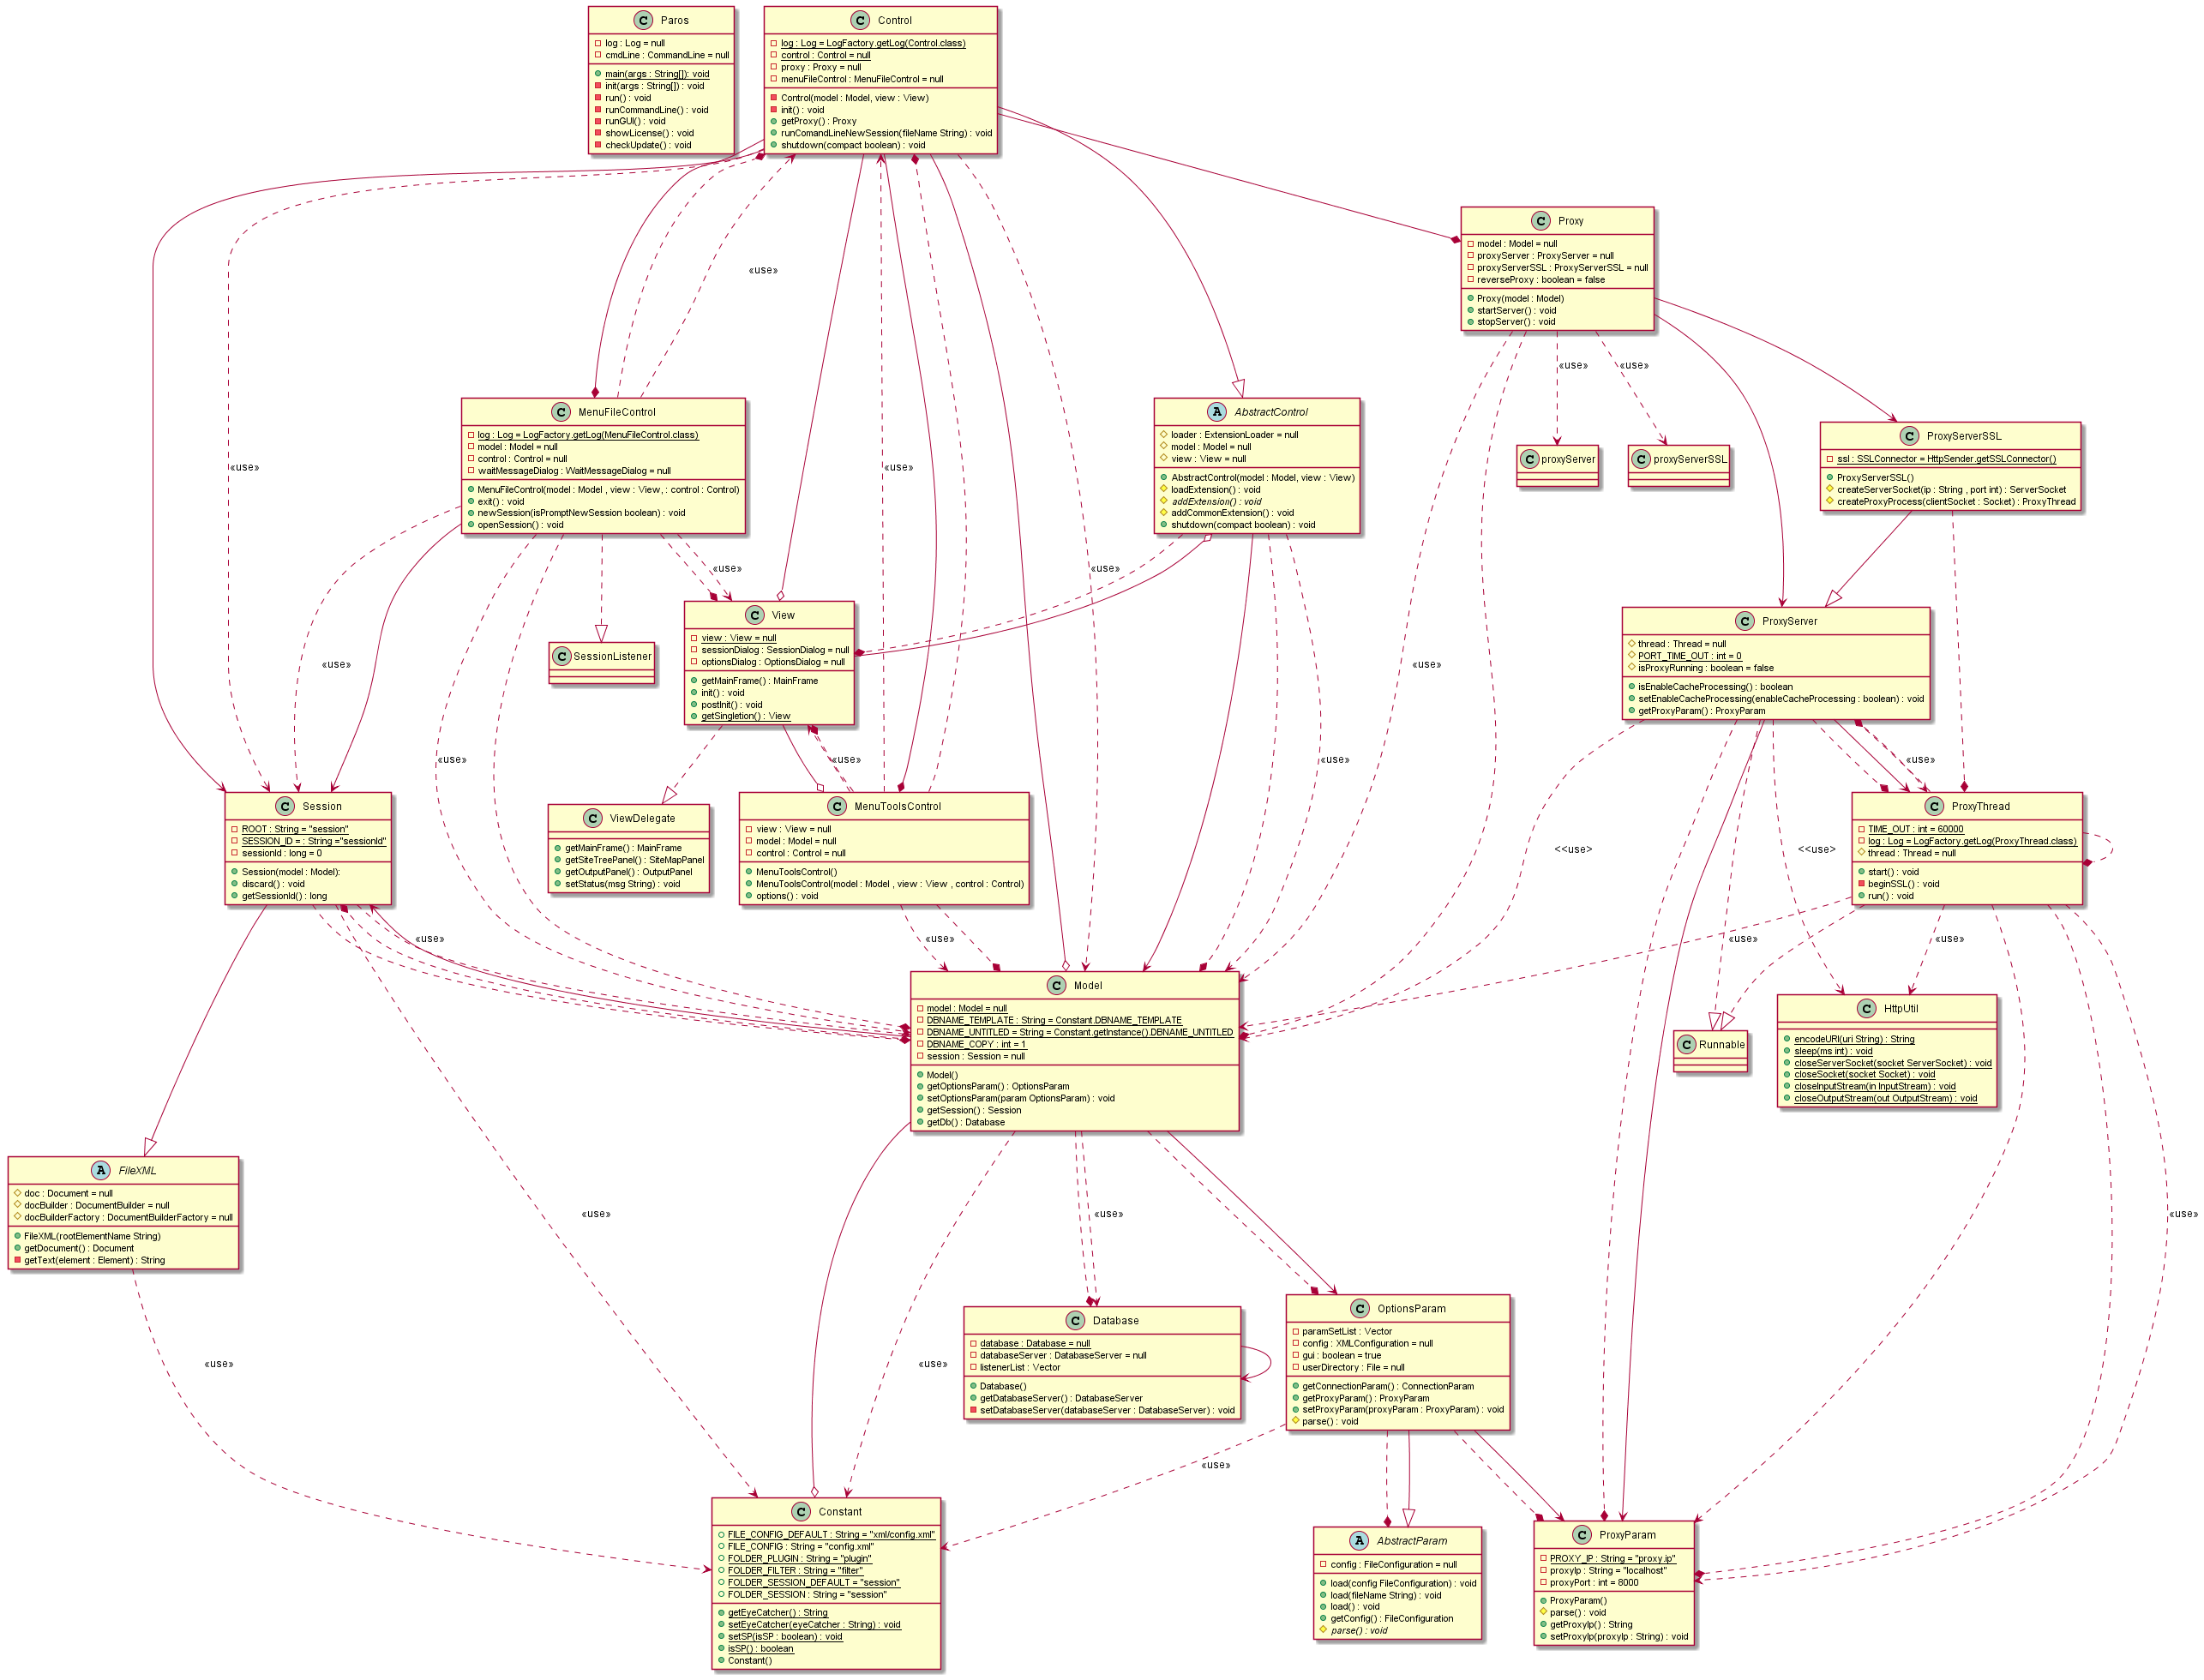 C Paros
log : Log = null
cmdLine : CommandLine = null
main(args : String[]): void
init(args : String[]) : void
run() : void
runCommandLine() : void
runGUI() : void
showLicense() : void
checkUpdate() : void
C Control
log : Log = LogFactory.getLog(Control.class)
control : Control = null
proxy : Proxy = null
menuFileControl : MenuFileControl = null
Control(model : Model, view : View)
init() : void
getProxy() : Proxy
runComandLineNewSession(fileName String) : void
shutdown(compact boolean) : void
C Proxy
model : Model = null
proxyServer : ProxyServer = null
proxyServerSSL : ProxyServerSSL = null
reverseProxy : boolean = false
Proxy(model : Model)
startServer() : void
stopServer() : void
«use»
«use»
«use»
C MenuFileControl
log : Log = LogFactory.getLog(MenuFileControl.class)
model : Model = null
control : Control = null
waitMessageDialog : WaitMessageDialog = null
MenuFileControl(model : Model , view : View, : control : Control)
exit() : void
newSession(isPromptNewSession boolean) : void
openSession() : void
A AbstractControl
loader : ExtensionLoader = null
model : Model = null
view : View = null
AbstractControl(model : Model, view : View)
loadExtension() : void
addExtension() : void
addCommonExtension() : void
shutdown(compact boolean) : void
C proxyServer
C proxyServerSSL
C ProxyServerSSL
ssl : SSLConnector = HttpSender.getSSLConnector()
ProxyServerSSL()
createServerSocket(ip : String , port int) : ServerSocket
createProxyProcess(clientSocket : Socket) : ProxyThread
«use»
«use»
«use»
«use»
C View
view : View = null
sessionDialog : SessionDialog = null
optionsDialog : OptionsDialog = null
getMainFrame() : MainFrame
init() : void
postInit() : void
getSingletion() : View
C SessionListener
C ProxyServer
thread : Thread = null
PORT_TIME_OUT : int = 0
isProxyRunning : boolean = false
isEnableCacheProcessing() : boolean
setEnableCacheProcessing(enableCacheProcessing : boolean) : void
getProxyParam() : ProxyParam
«use»
«use»
«use»
«use»
«use»
«use»
C Session
ROOT : String = "session"
SESSION_ID = : String ="sessionId"
sessionId : long = 0
Session(model : Model):
discard() : void
getSessionId() : long
C ViewDelegate
getMainFrame() : MainFrame
getSiteTreePanel() : SiteMapPanel
getOutputPanel() : OutputPanel
setStatus(msg String) : void
C MenuToolsControl
view : View = null
model : Model = null
control : Control = null
MenuToolsControl()
MenuToolsControl(model : Model , view : View , control : Control)
options() : void
C ProxyThread
TIME_OUT : int = 60000
log : Log = LogFactory.getLog(ProxyThread.class)
thread : Thread = null
start() : void
beginSSL() : void
run() : void
<<use>
<<use>
«use»
«use»
«use»
«use»
C Model
model : Model = null
DBNAME_TEMPLATE : String = Constant.DBNAME_TEMPLATE
DBNAME_UNTITLED = String = Constant.getInstance().DBNAME_UNTITLED
DBNAME_COPY : int = 1
session : Session = null
Model()
getOptionsParam() : OptionsParam
setOptionsParam(param OptionsParam) : void
getSession() : Session
getDb() : Database
C Runnable
C HttpUtil
encodeURI(uri String) : String
sleep(ms int) : void
closeServerSocket(socket ServerSocket) : void
closeSocket(socket Socket) : void
closeInputStream(in InputStream) : void
closeOutputStream(out OutputStream) : void
A FileXML
doc : Document = null
docBuilder : DocumentBuilder = null
docBuilderFactory : DocumentBuilderFactory = null
FileXML(rootElementName String)
getDocument() : Document
getText(element : Element) : String
«use»
«use»
«use»
«use»
«use»
C Database
database : Database = null
databaseServer : DatabaseServer = null
listenerList : Vector
Database()
getDatabaseServer() : DatabaseServer
setDatabaseServer(databaseServer : DatabaseServer) : void
C OptionsParam
paramSetList : Vector
config : XMLConfiguration = null
gui : boolean = true
userDirectory : File = null
getConnectionParam() : ConnectionParam
getProxyParam() : ProxyParam
setProxyParam(proxyParam : ProxyParam) : void
parse() : void
«use»
C Constant
FILE_CONFIG_DEFAULT : String = "xml/config.xml"
FILE_CONFIG : String = "config.xml"
FOLDER_PLUGIN : String = "plugin"
FOLDER_FILTER : String = "filter"
FOLDER_SESSION_DEFAULT = "session"
FOLDER_SESSION : String = "session"
getEyeCatcher() : String
setEyeCatcher(eyeCatcher : String) : void
setSP(isSP : boolean) : void
isSP() : boolean
Constant()
A AbstractParam
config : FileConfiguration = null
load(config FileConfiguration) : void
load(fileName String) : void
load() : void
getConfig() : FileConfiguration
parse() : void
C ProxyParam
PROXY_IP : String = "proxy.ip"
proxyIp : String = "localhost"
proxyPort : int = 8000
ProxyParam()
parse() : void
getProxyIp() : String
setProxyIp(proxyIp : String) : void